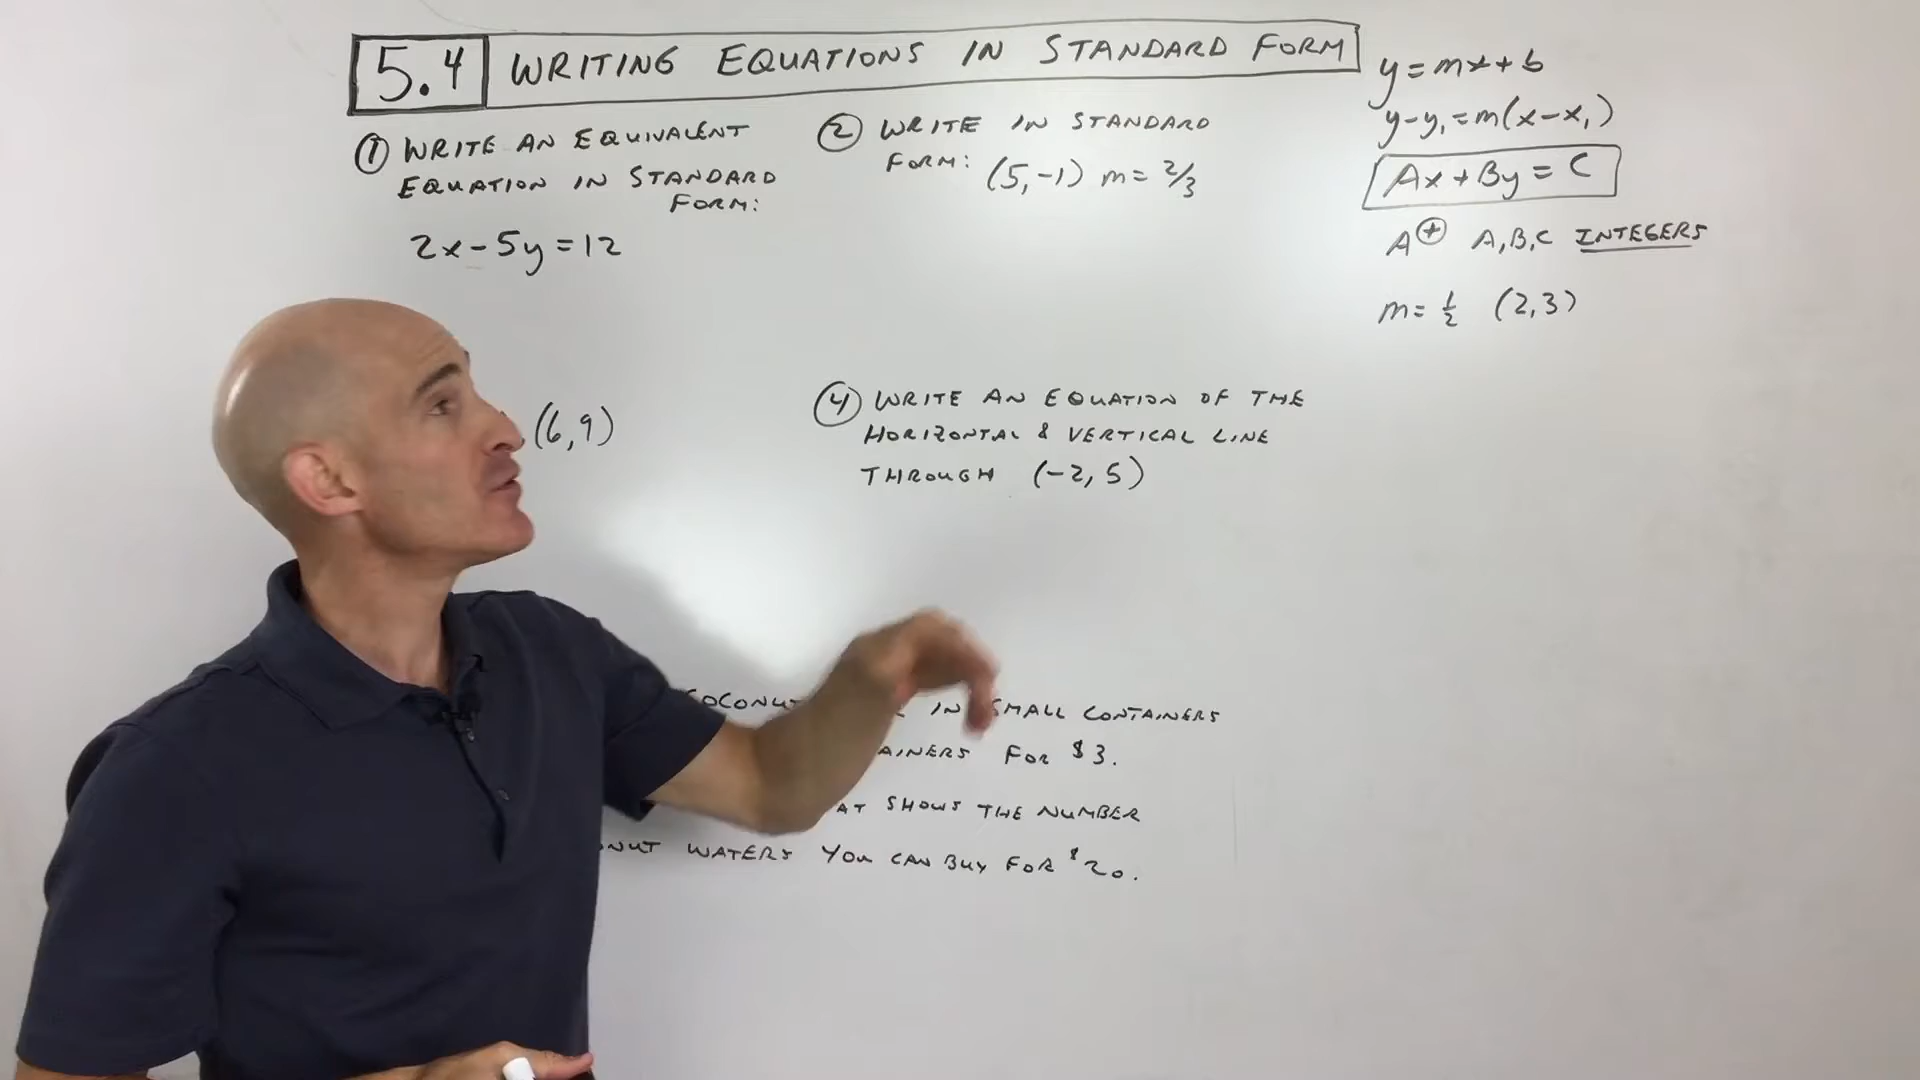 5.4 WRITING EQUATIONS IN STANDARD FORM
y=mx+b
y-y₁=m(x-x₁)
Ax+By=C
A⊕ A,B,C INTEGERS
m=1/2 (2,3)
① WRITE AN EQUIVALENT
EQUATION IN STANDARD
FORM:
2x-5y=12
② WRITE IN STANDARD
FORM: (5,-1) m=2/3
(6,9)
④ WRITE AN EQUATION OF THE
HORIZONTAL & VERTICAL LINE
THROUGH (-2,5)
IN SMALL CONTAINERS
FOR $3.
SHOWS THE NUMBER
WATERS YOU CAN BUY FOR $20.